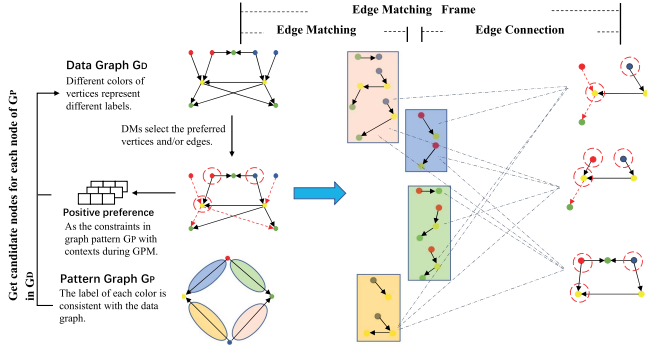 Edge Matching Frame
Edge Matching
Edge Connection
Data Graph GD
Different colors of
vertices represent
different labels.
DMs select the preferred
vertices and/or edges.
Positive preference
As the constraints in
graph pattern GP with
contexts during GPM.
Pattern Graph GP
The label of each color is
consistent with the data
graph.
Get candidate nodes for each node of GP
in GD